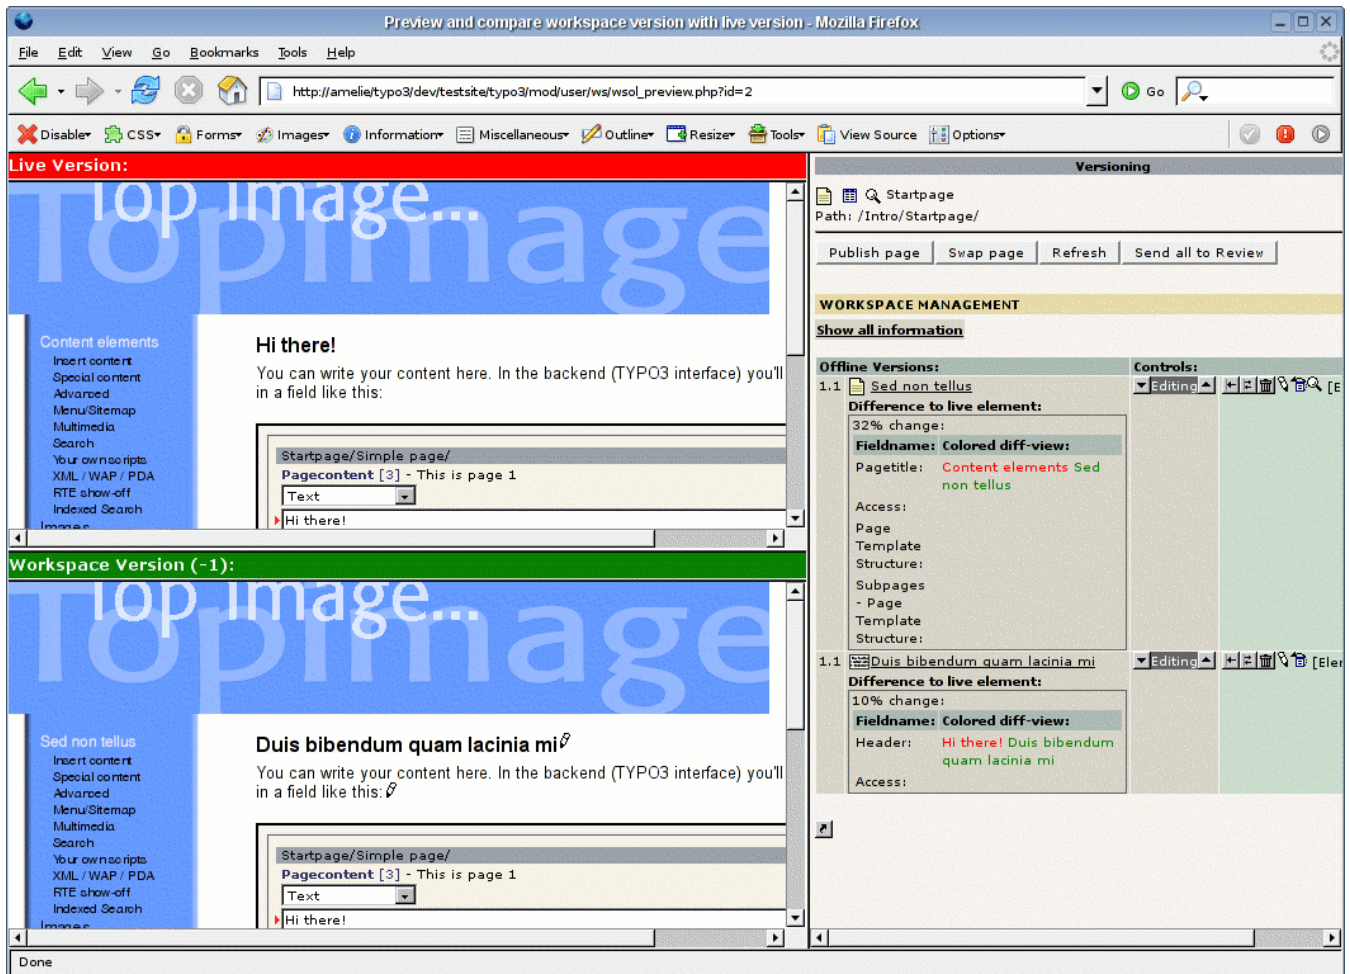 Preview and compare workspace version with live version - Mozilla Firefox
File Edit View Go Bookmarks Tools Help
http://amelie/typo3/dev/testsite/typo3/mod/user/ws/wsol_preview.php?id=2
Go
Disable CSS Forms Images Information Miscellaneous Outline Resize Tools View Source Options
Live Version:
Top Image...
TopImage
Content elements
Insert content
Special content
Advanced
Menu/Sitemap
Multimedia
Search
Your own scripts
XML / WAP / PDA
RTE show-off
Indexed Search
Images
Hi there!
You can write your content here. In the backend (TYPO3 interface) you'll
in a field like this:
Startpage/Simple page/
Pagecontent [3] - This is page 1
Text
Hi there!
Workspace Version (-1):
Top Image...
TopImage
Sed non tellus
Insert content
Special content
Advanced
Menu/Sitemap
Multimedia
Search
Your own scripts
XML / WAP / PDA
RTE show-off
Indexed Search
Images
Duis bibendum quam lacinia mi
You can write your content here. In the backend (TYPO3 interface) you'll
in a field like this:
Startpage/Simple page/
Pagecontent [3] - This is page 1
Text
Hi there!
Versioning
Startpage
Path: /Intro/Startpage/
Publish page Swap page Refresh Send all to Review
WORKSPACE MANAGEMENT
Show all information
Offline Versions: Controls:
1.1 Sed non tellus Editing [E
Difference to live element:
32% change:
Fieldname: Colored diff-view:
Pagetitle: Content elements Sed
non tellus
Access:
Page
Template
Structure:
Subpages
- Page
Template
Structure:
1.1 Duis bibendum quam lacinia mi Editing [Eler
Difference to live element:
10% change:
Fieldname: Colored diff-view:
Header: Hi there! Duis bibendum
quam lacinia mi
Access:
Done